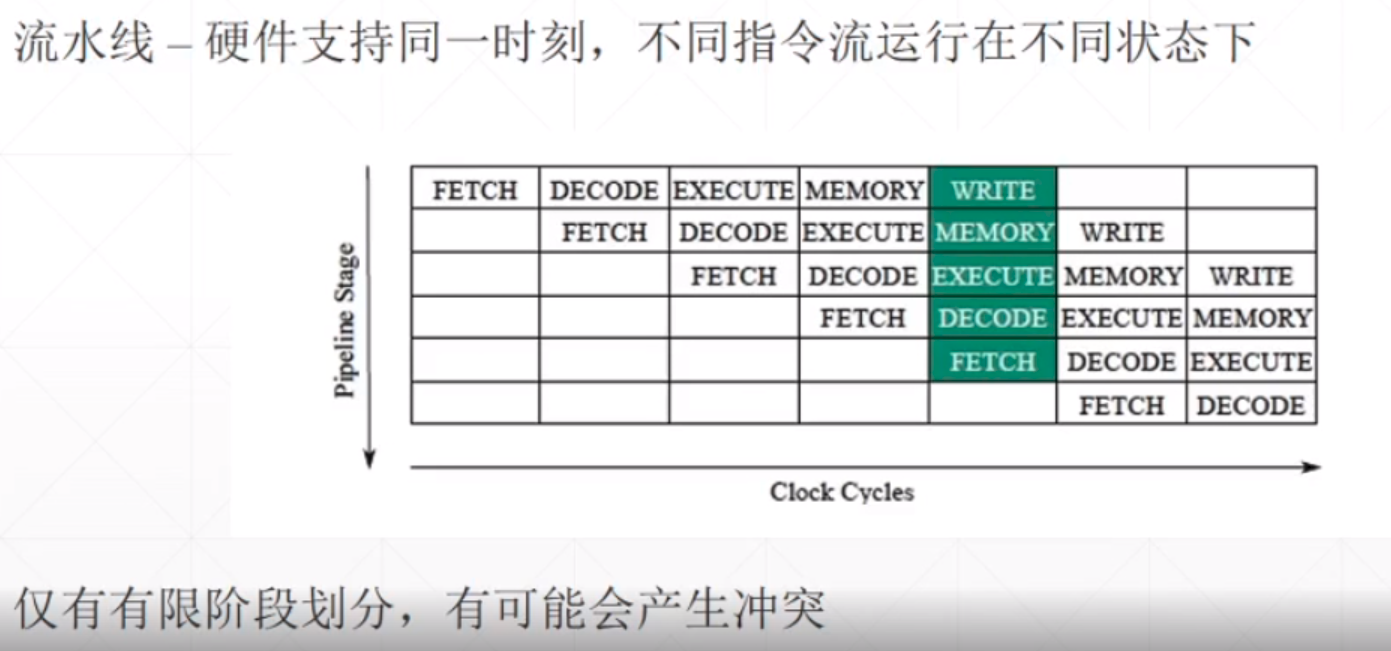 流水线 – 硬件支持同一时刻，不同指令流运行在不同状态下
FETCH DECODE EXECUTE MEMORY WRITE
FETCH DECODE EXECUTE MEMORY WRITE
FETCH DECODE EXECUTE MEMORY WRITE
FETCH DECODE EXECUTE MEMORY
FETCH DECODE EXECUTE
FETCH DECODE
Pipeline Stage
Clock Cycles
仅有有限阶段划分，有可能会产生冲突